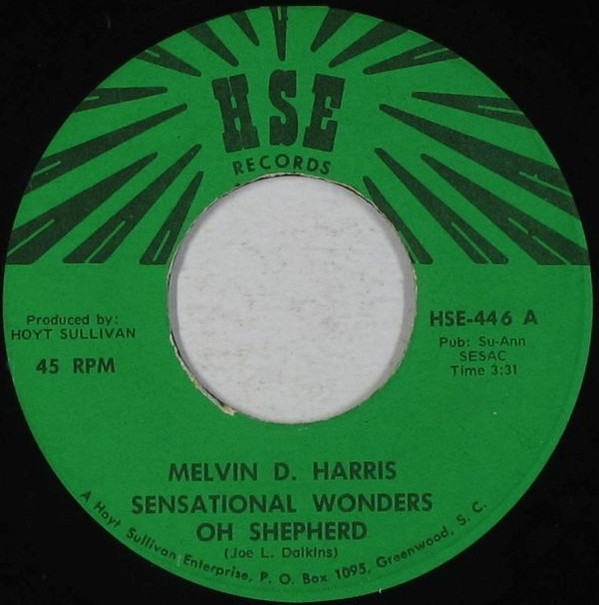 HSE
RECORDS
Produced by:
HOYT SULLIVAN
45 RPM
HSE-446 A
Pub: Su-Ann
SESAC
Time 3:31
MELVIN D. HARRIS
SENSATIONAL WONDERS
OH SHEPHERD
(Joe L. Dalkins)
A Hoyt Sullivan Enterprise, P. O. Box 1095, Greenwood, S. C.